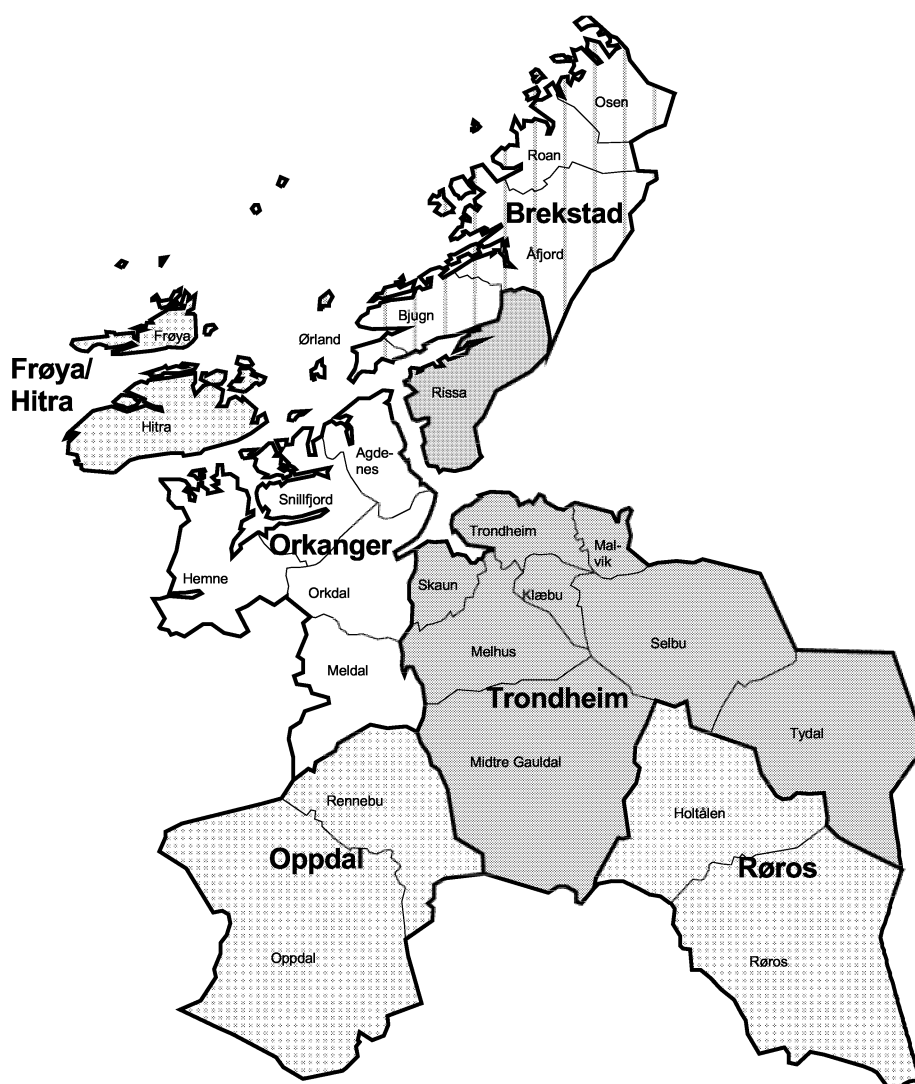 Osen
Roan
Brekstad
Åfjord
Bjugn
Ørland
Frøya
Frøya/
Hitra
Rissa
Hitra
Agde-
nes
Snillfjord
Trondheim
Orkanger
Mal-
vik
Hemne
Skaun
Klæbu
Orkdal
Selbu
Melhus
Meldal
Trondheim
Tydal
Midtre Gauldal
Rennebu
Holtålen
Oppdal
Røros
Oppdal
Røros